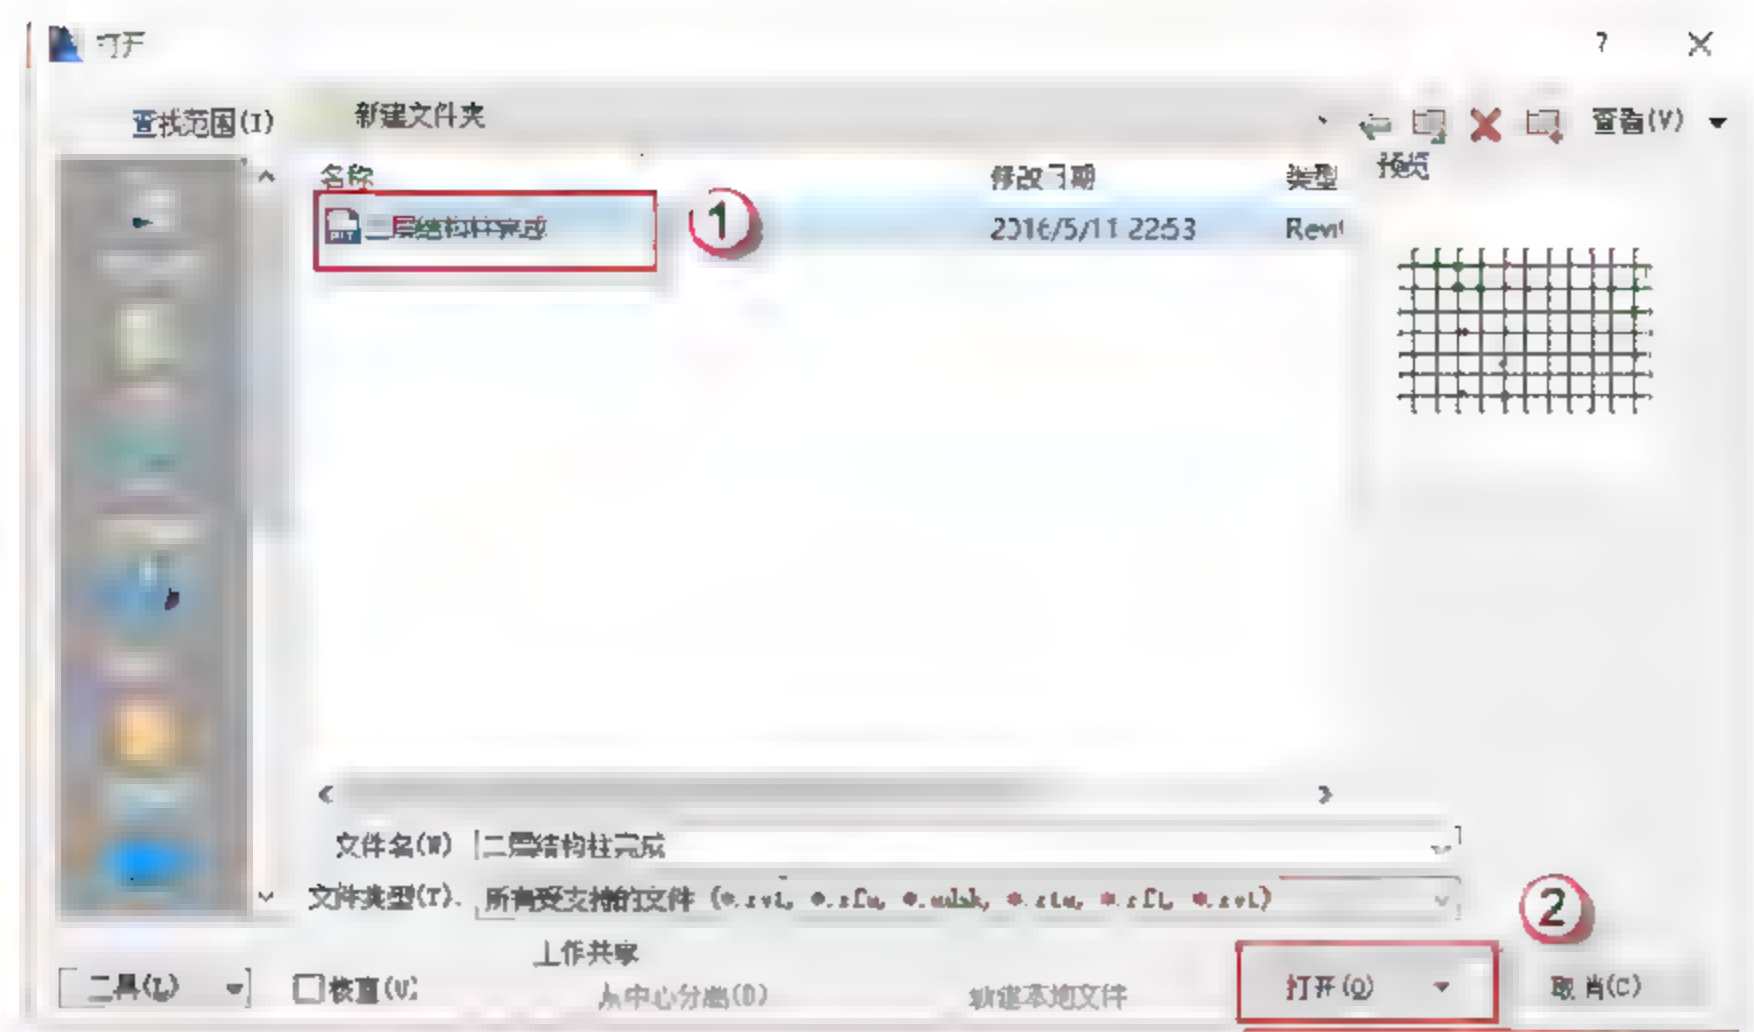 打开
?
查找范围(I) 新建文件夹 查看(V)
名称 修改日期 类型 预览
二层结构柱完成 2016/5/11 22:53 Revit
1
文件名(N) 二层结构柱完成
文件类型(T): 所有受支持的文件
2
工作共享
工具(L) 核查(U) 从中心分离(D) 新建本地文件 打开(O) 取消(C)